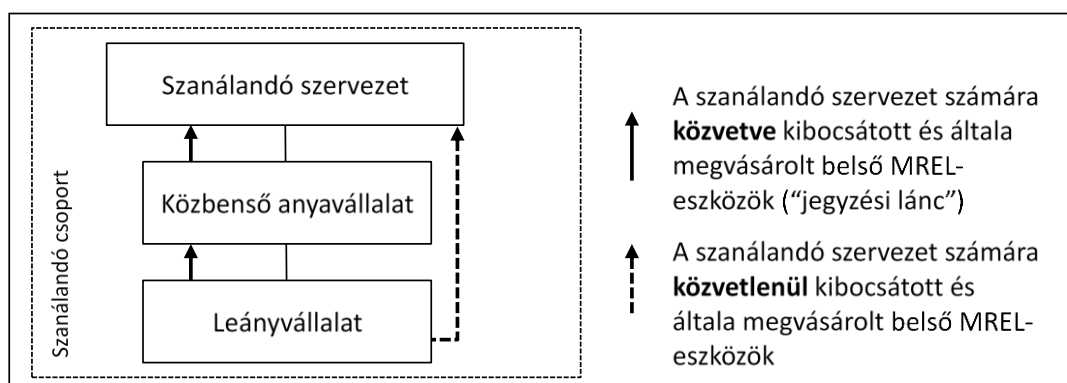 Szanálandó csoport
Szanálandó szervezet
Közbenső anyavállalat
Leányvállalat
A szanálandó szervezet számára
közvetve kibocsátott és általa
megvásárolt belső MREL-
eszközök (“jegyzési lánc”)
A szanálandó szervezet számára
közvetlenül kibocsátott és
általa megvásárolt belső MREL-
eszközök